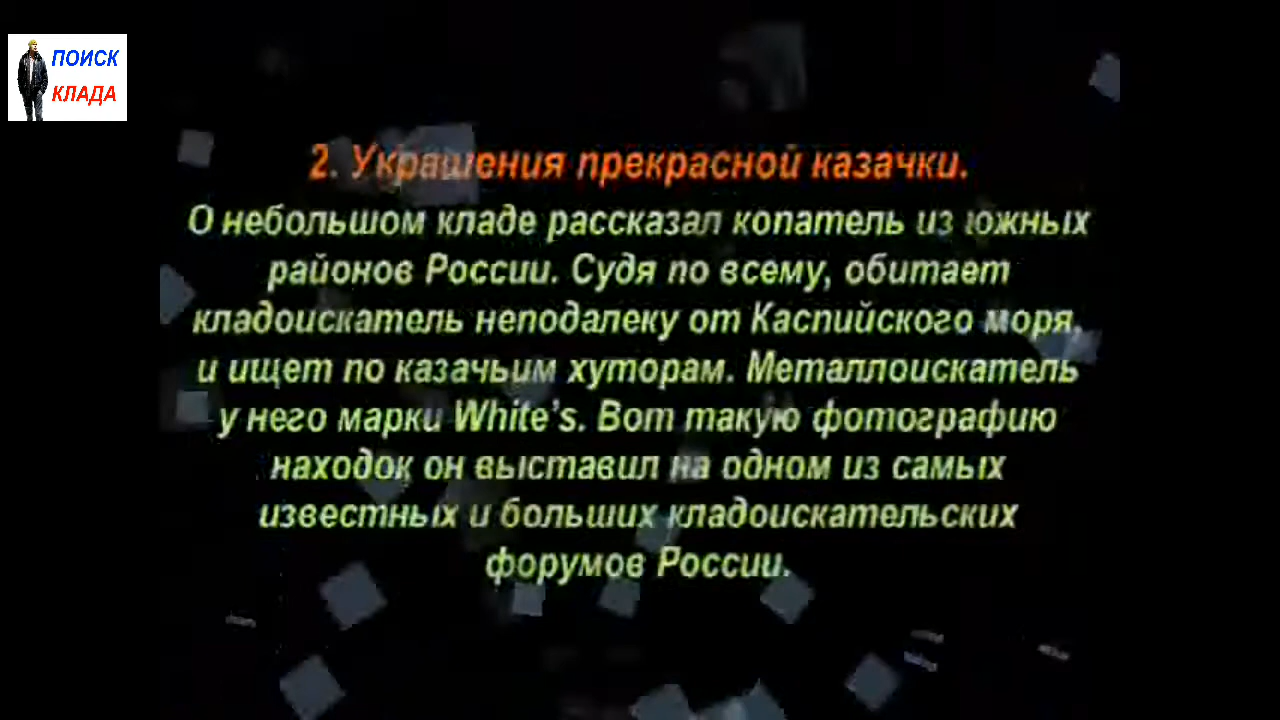 ПОИСК
КЛАДА
2. Украшения прекрасной казачки.
О небольшом кладе рассказал копатель из южных
районов России. Судя по всему, обитает
кладоискатель неподалеку от Каспийского моря,
и ищет по казачьим хуторам. Металлоискатель
у него марки White's. Вот такую фотографию
находок он выставил на одном из самых
известных и больших кладоискательских
форумов России.